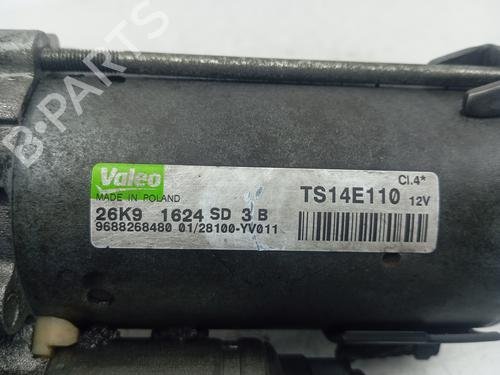 B-PARTS
Valeo
MADE IN POLAND
TS14E110
Cl.4*
12V
26K9 1624 SD 3 B
9688268480 01/28100-YV011